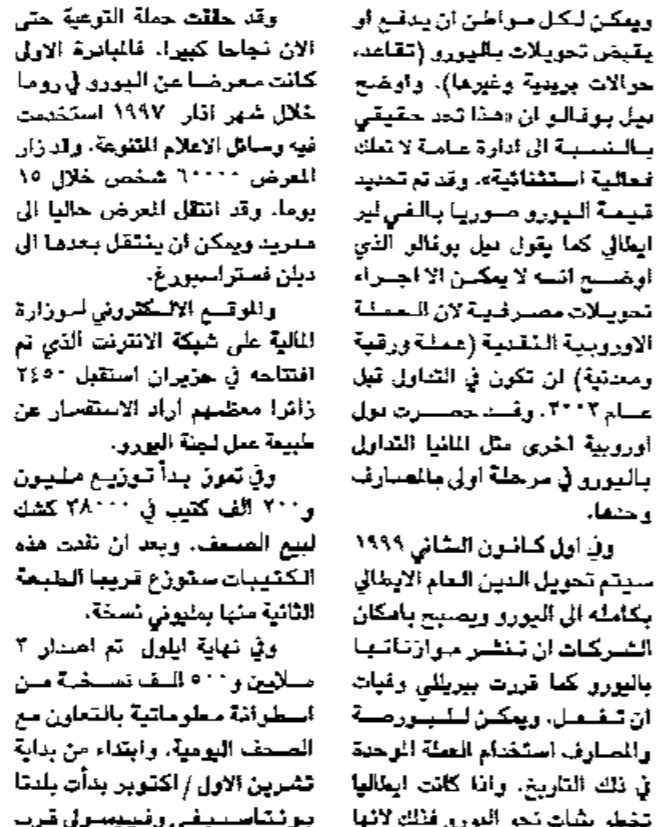 ويمكن لكل مواطن ان يدفع او
يقبض تحويلات باليورو (تقاعد،
حوالات بريدية وغيرها). واوضح
ديل بوفالو ان «هذا تحد حقيقي
بالنسبة الى ادارة عامة لا تملك
فعالية استثنائية». وقد تم تحديد
قيمة اليورو صوريا بالفي لير
ايطالي كما يقول ديل بوفالو الذي
اوضح انه لا يمكن الا اجراء
تحويلات مصرفية لان العملة
الاوروبية النقدية (عملة ورقية
ومعدنية) لن تكون في التداول قبل
عام ٢٠٠٢. وقد حصرت دول
اوروبية اخرى مثل المانيا التداول
باليورو في مرحلة اولى بالمصارف
وحدها.
وفي اول كانون الثاني ١٩٩٩
سيتم تحويل الدين العام الايطالي
بكامله الى اليورو ويصبح بامكان
الشركات ان تنشر موازناتها
باليورو كما قررت بيريللي وفيات
ان تفعل. ويمكن للبورصة
والمصارف استخدام العملة الموحدة
في ذلك التاريخ. واذا كانت ايطاليا
تخطو بثبات نحو اليورو فذلك لانها
وقد حققت حملة التوعية حتى
الان نجاحا كبيرا. فالمبادرة الاولى
كانت معرضا عن اليورو في روما
خلال شهر اذار ١٩٩٧ استخدمت
فيه وسائل الاعلام المتنوعة. وقد زار
المعرض ٦٠٠٠٠ شخص خلال ١٥
يوما. وقد انتقل المعرض حاليا الى
مدريد ويمكن ان ينتقل بعدها الى
دبلن فستراسبورغ.
والموقع الالكتروني لوزارة
المالية على شبكة الانترنت الذي تم
افتتاحه في حزيران استقبل ٢٤٥٠
زائرا معظمهم اراد الاستفسار عن
طبيعة عمل لجنة اليورو.
وفي تموز بدأ توزيع مليون
و٢٠٠ الف كتيب في ٣٨٠٠٠ كشك
لبيع الصحف. وبعد ان نفدت هذه
الكتيبات ستوزع قريبا الطبعة
الثانية منها بمليوني نسخة.
وفي نهاية ايلول تم اصدار ٣
ملايين و٥٠٠ الف نسخة من
اسطوانة معلوماتية بالتعاون مع
الصحف اليومية. وابتداء من بداية
تشرين الاول / اكتوبر بدأت بلدتا
بونتاسييفي وفييسولي قرب